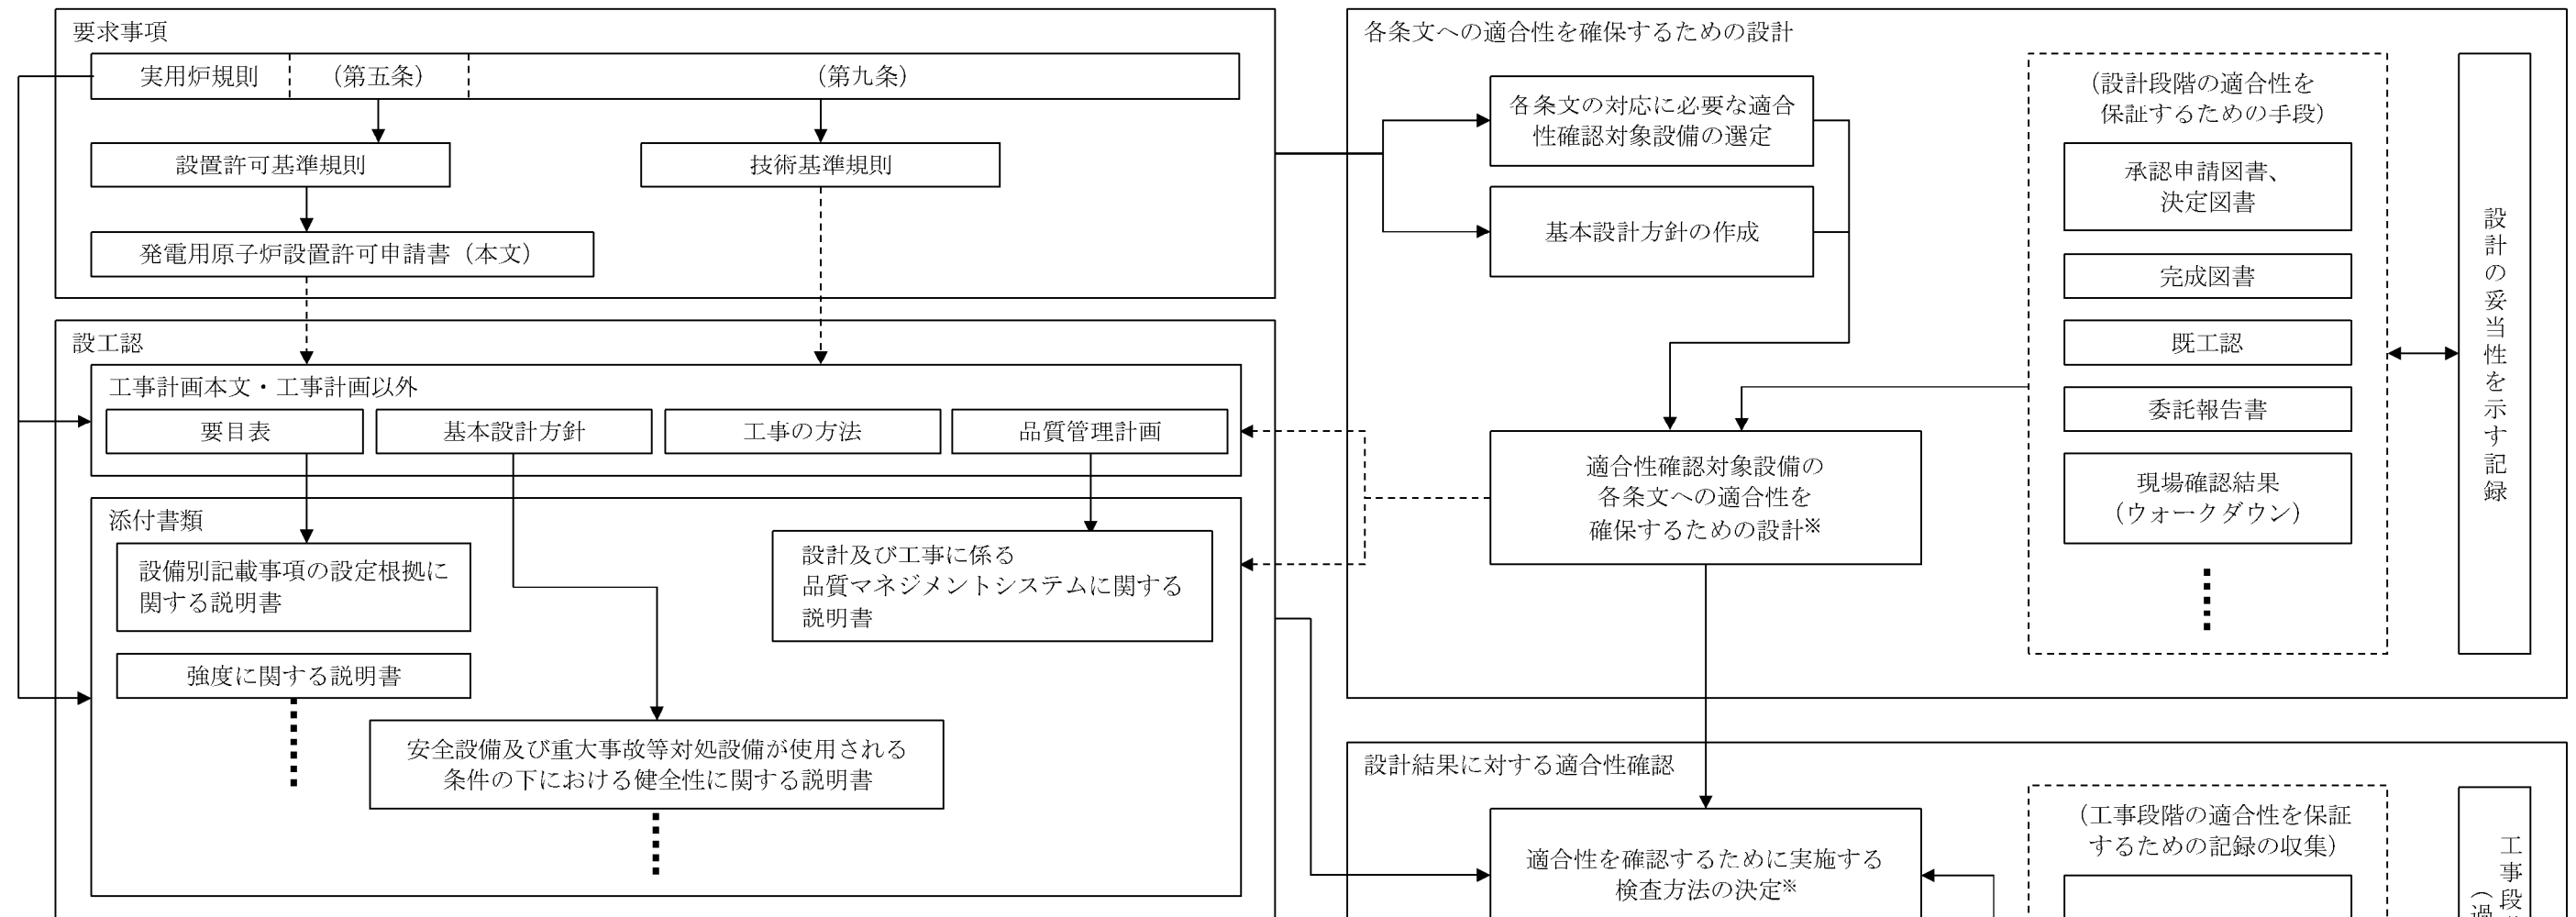 要求事項
実用炉規則
(第五条)
(第九条)
設置許可基準規則
技術基準規則
発電用原子炉設置許可申請書（本文）
設工認
工事計画本文・工事計画以外
要目表
基本設計方針
工事の方法
品質管理計画
添付書類
設備別記載事項の設定根拠に
関する説明書
設計及び工事に係る
品質マネジメントシステムに関する
説明書
強度に関する説明書
安全設備及び重大事故等対処設備が使用される
条件の下における健全性に関する説明書
各条文への適合性を確保するための設計
各条文の対応に必要な適合
性確認対象設備の選定
基本設計方針の作成
適合性確認対象設備の
各条文への適合性を
確保するための設計※
（設計段階の適合性を
保証するための手段）
承認申請図書、
決定図書
完成図書
既工認
委託報告書
現場確認結果
（ウォークダウン）
設計の妥当性を示す記録
設計結果に対する適合性確認
適合性を確認するために実施する
検査方法の決定※
（工事段階の適合性を保証
するための記録の収集）
工事段
（過